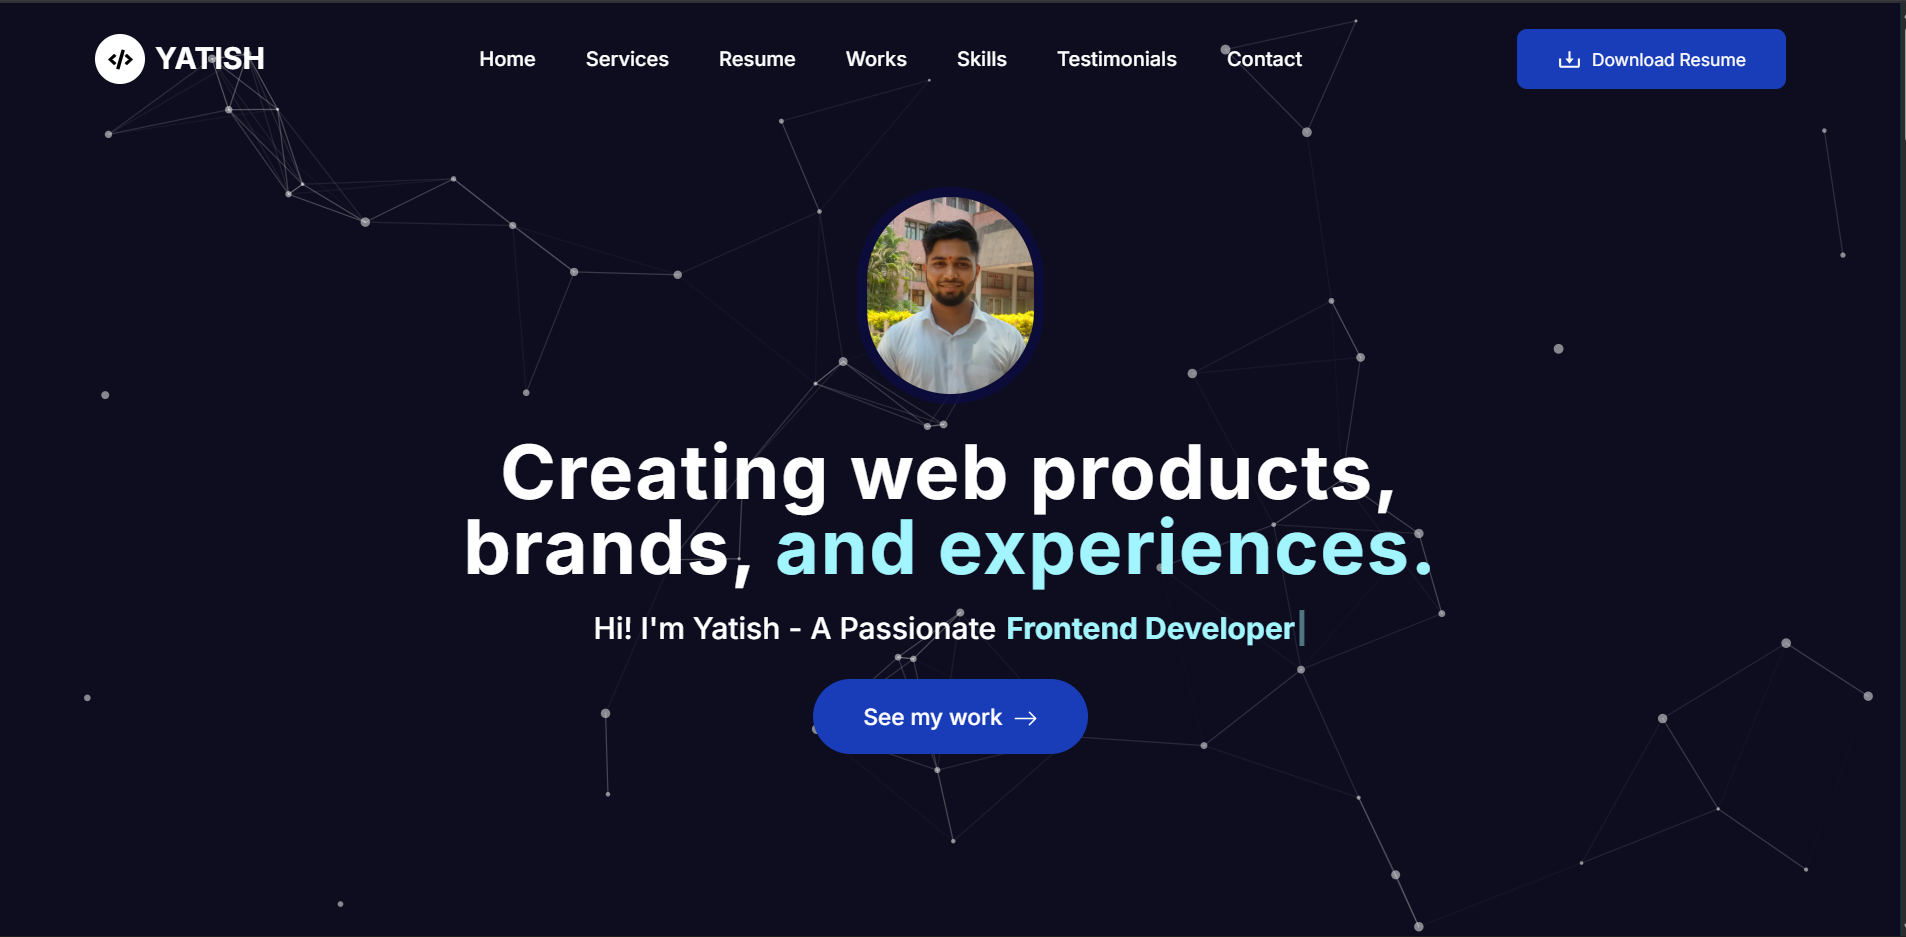 </> YATISH
Home Services Resume Works Skills Testimonials Contact
Download Resume
Creating web products,
brands, and experiences.
Hi! I'm Yatish - A Passionate Frontend Developer
See my work →